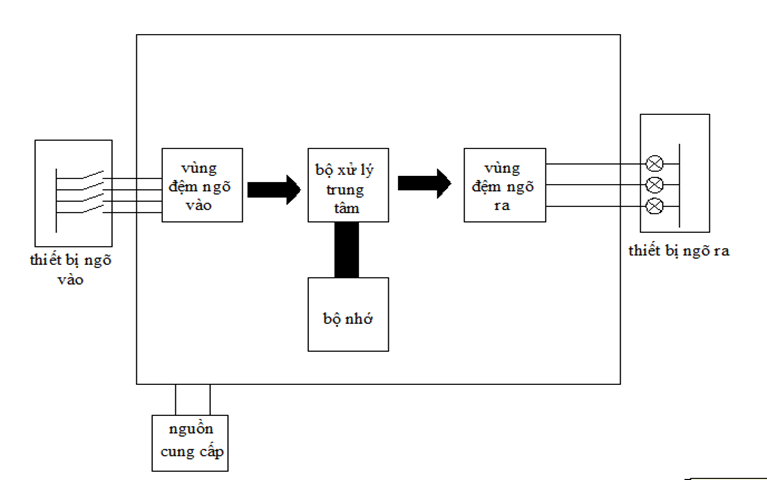 thiết bị ngõ
vào
vùng
đệm ngõ
vào
bộ xử lý
trung
tâm
vùng
đệm ngõ
ra
thiết bị ngõ ra
bộ nhớ
nguồn
cung cấp